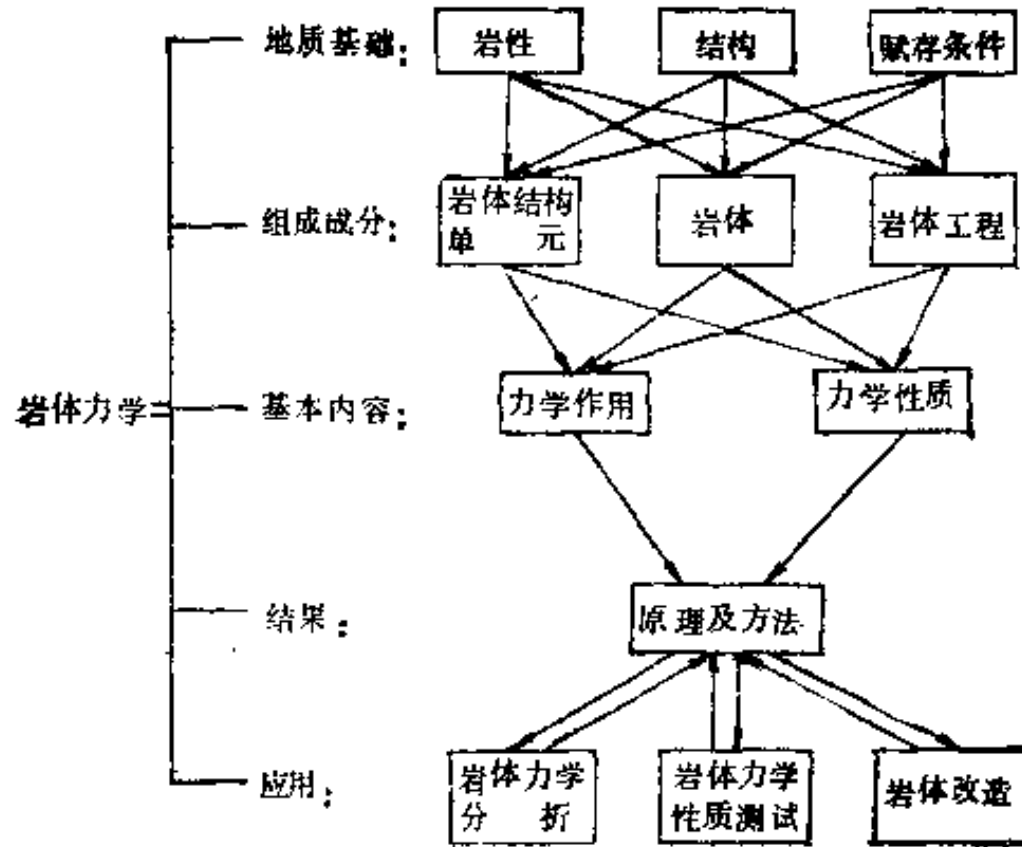 地质基础：
岩性
结构
赋存条件
组成成分：
岩体结构
单 元
岩体
岩体工程
岩体力学
基本内容：
力学作用
力学性质
结果：
原理及方法
应用：
岩体力学
分 折
岩体力学
性质测试
岩体改造